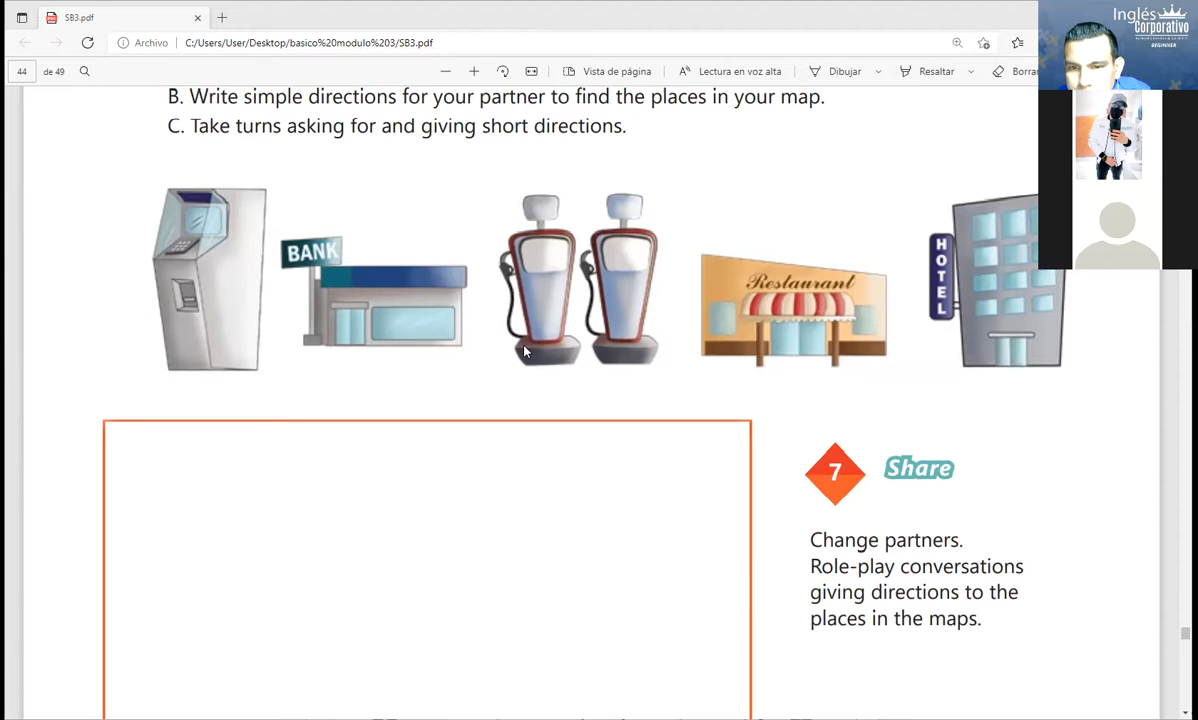 SB3.pdf
Archivo
C:/Users/User/Desktop/basico%20modulo%203/SB3.pdf
44
de 49
Vista de página
Lectura en voz alta
Dibujar
Resaltar
Borrar
Inglés
Corporativo
BEGINNER
B. Write simple directions for your partner to find the places in your map.
C. Take turns asking for and giving short directions.
BANK
Restaurant
HOTEL
7
Share
Change partners.
Role-play conversations
giving directions to the
places in the maps.